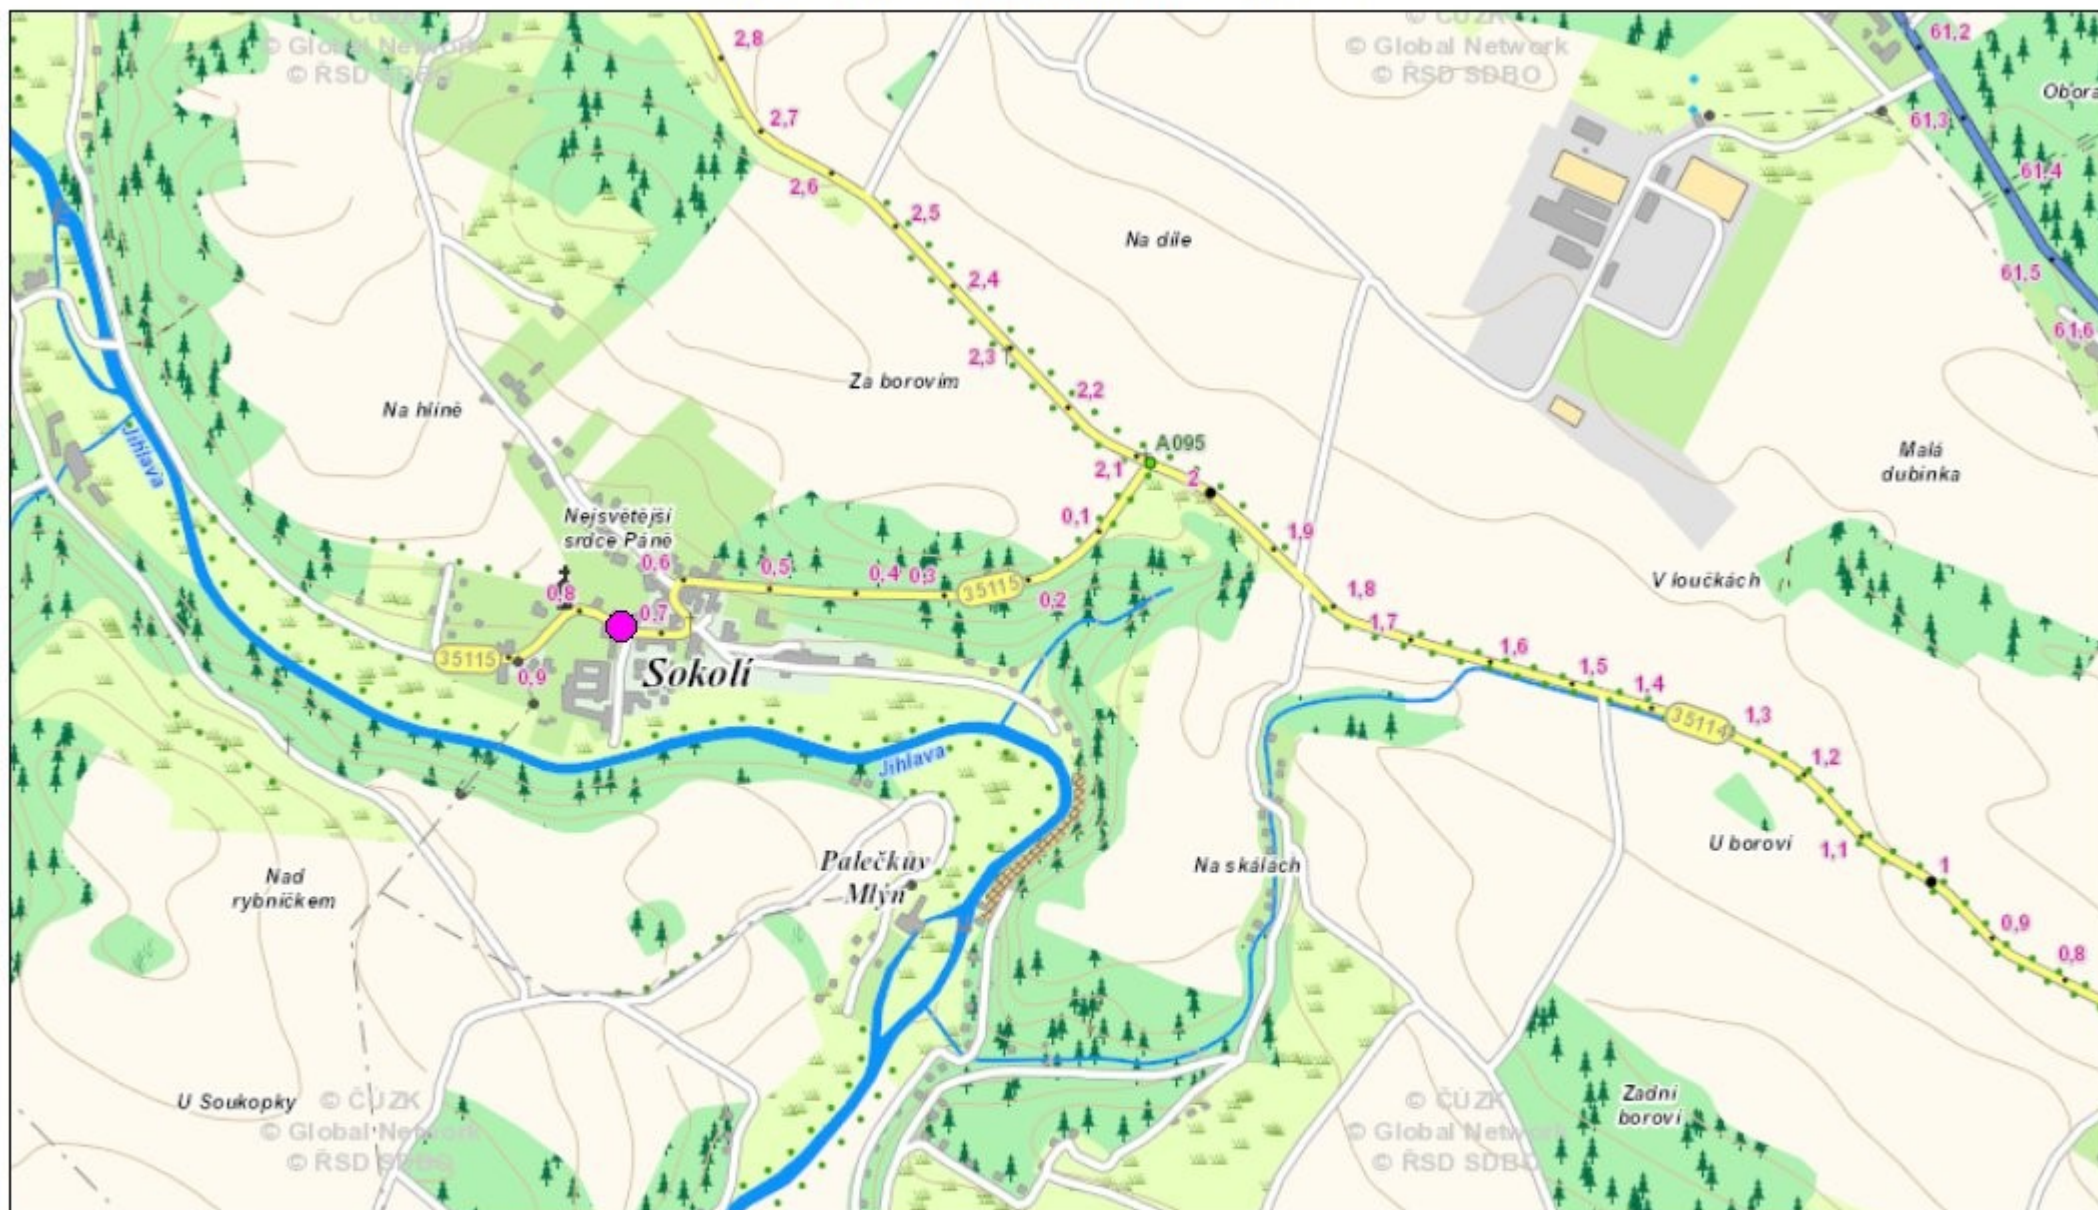 © ČÚZK
© Global Network
© ŘSD SDBO
© ČÚZK
© Global Network
© ŘSD SDBO
2,8
61,2
Obora
2,7
61,3
2,6
61,4
2,5
Na díle
61,5
2,4
61,6
2,3
Za borovím
2,2
Na hlíně
A095
Malá
dubinka
2,1
2
Jihlava
Nejsvětější
srdce Páně
0,1
1,9
0,6
0,5
0,4
0,3
35115
0,2
V loučkách
0,8
0,7
1,8
1,7
35115
0,9
Sokolí
1,6
1,5
1,4
35114
1,3
1,2
Jihlava
Palečkův
Mlýn
Na skálách
U boroví
1,1
1
Nad
rybníčkem
0,9
0,8
U Soukopky
© ČÚZK
© Global Network
© ŘSD SDBO
© ČÚZK
© Global Network
© ŘSD SDBO
Zadní
boroví